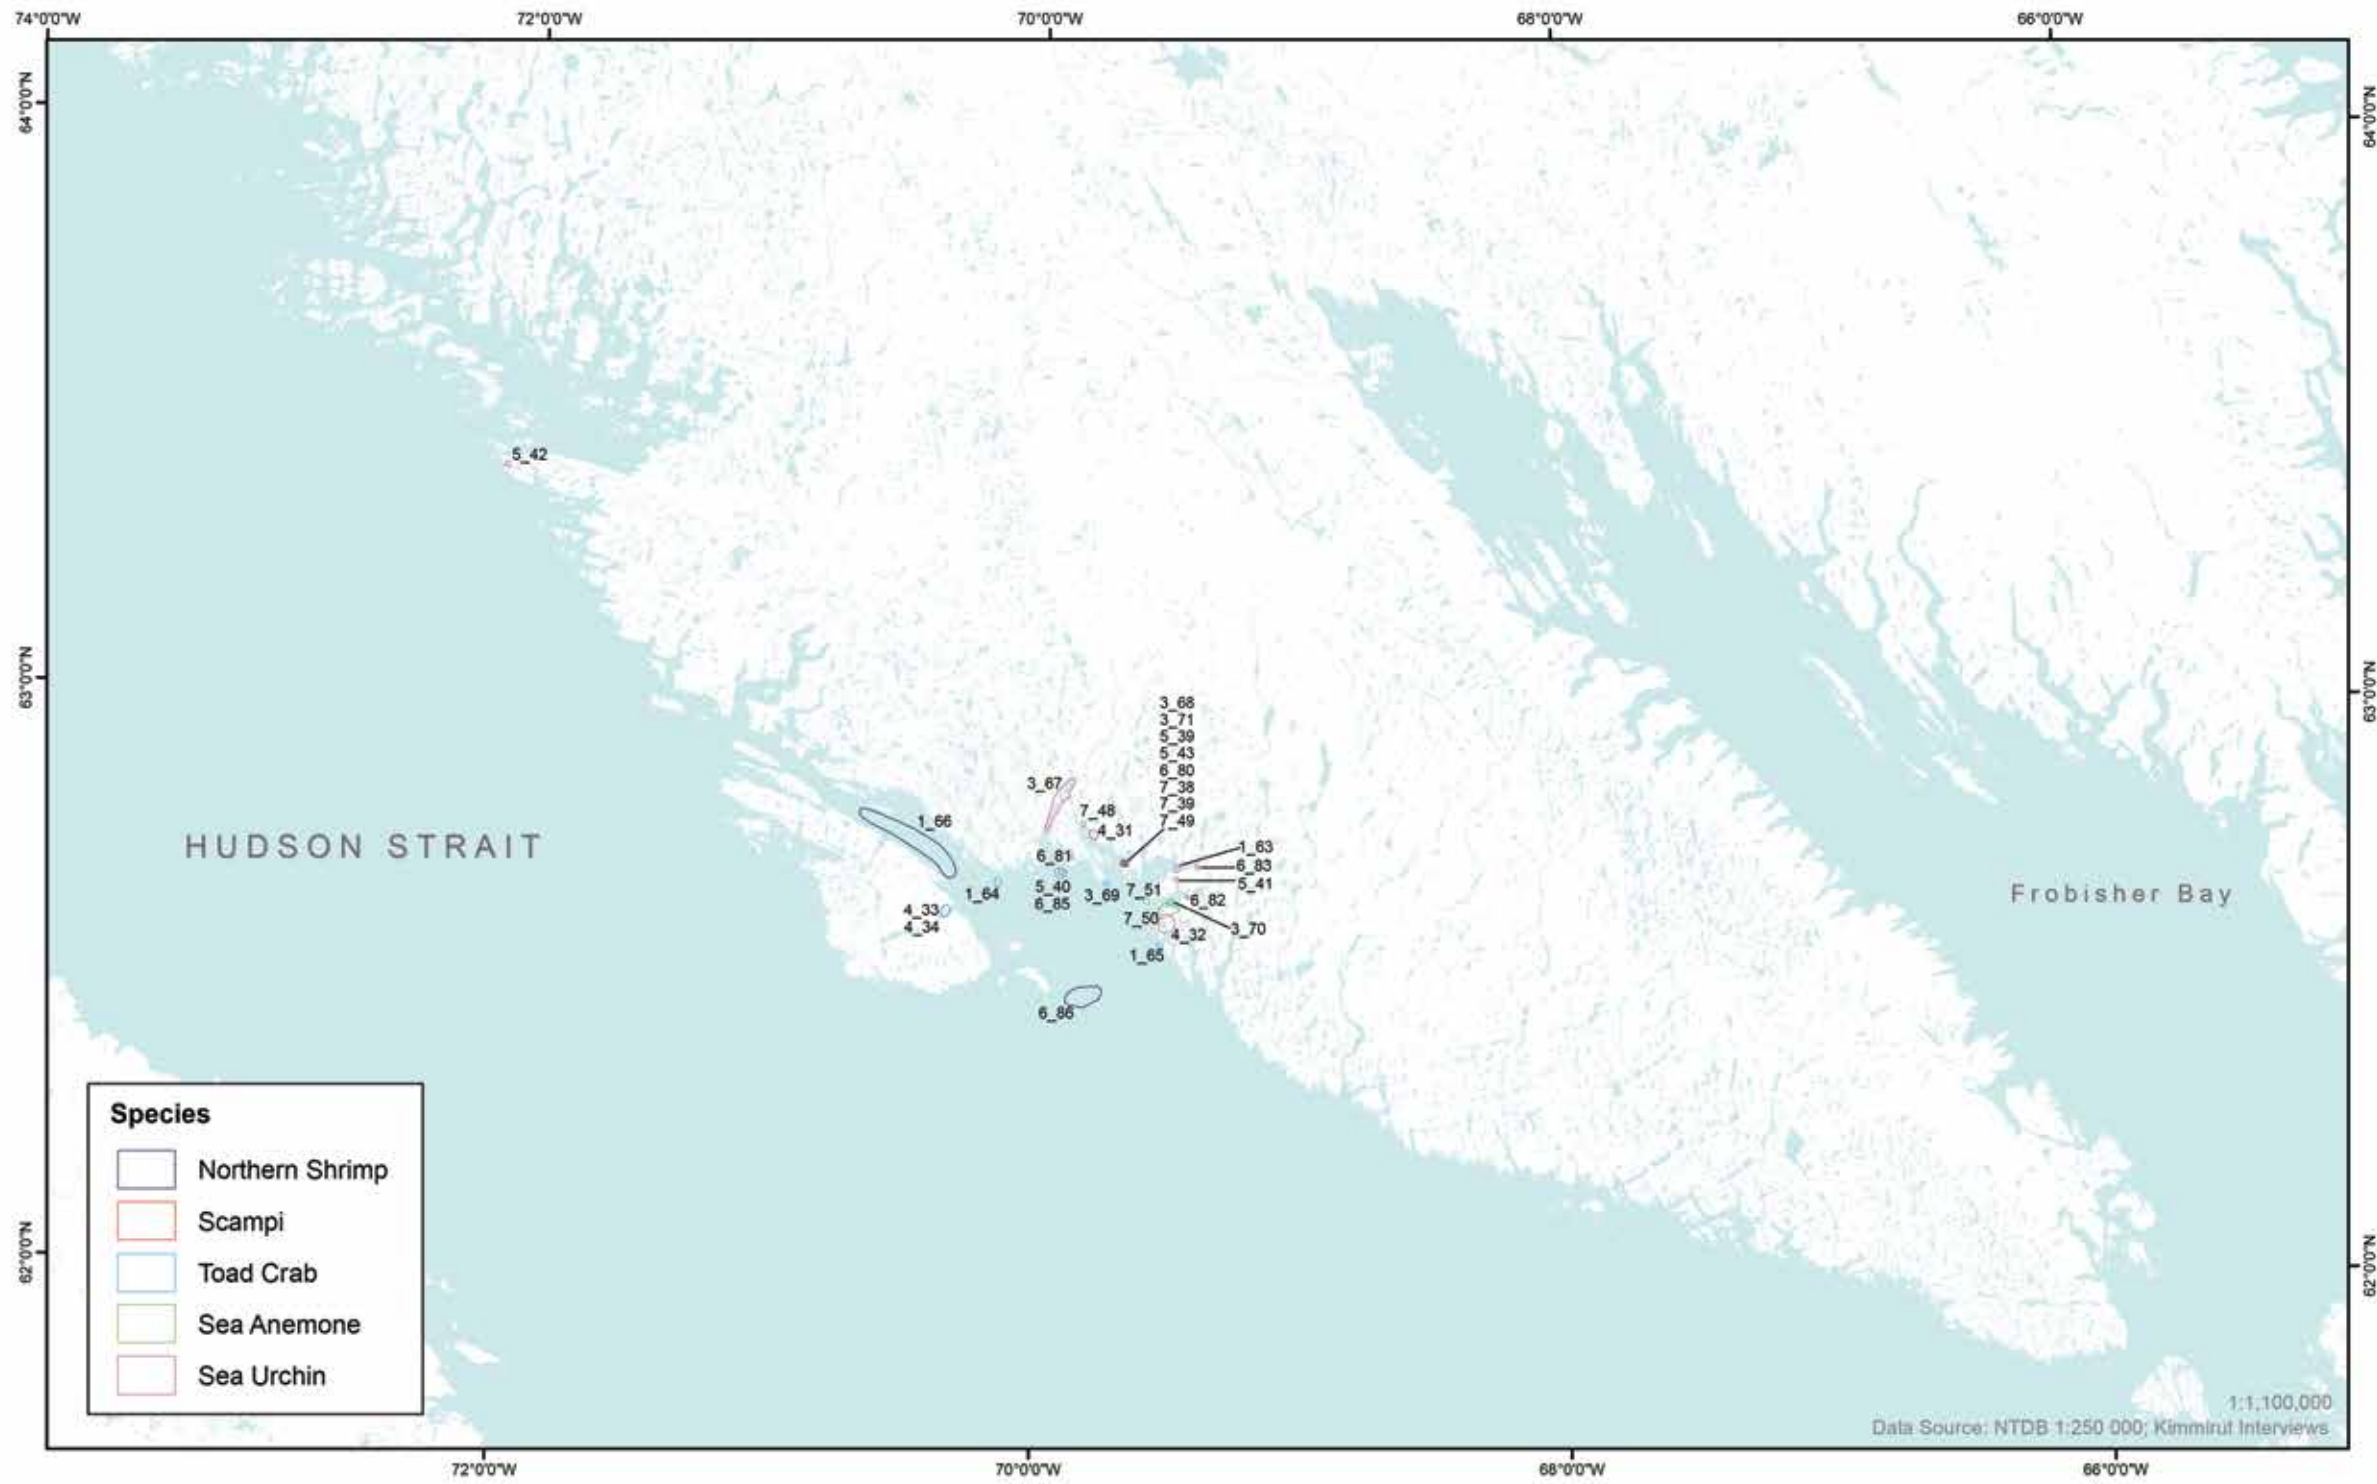 74°0'0"W
72°0'0"W
70°0'0"W
68°0'0"W
66°0'0"W
64°0'0"N
64°0'0"N
5_42
63°0'0"N
63°0'0"N
3_68
3_71
5_39
5_43
6_80
7_38
7_39
7_49
3_67
7_48
4_31
1_66
1_63
6_83
5_41
6_81
5_40
6_85
1_64
3_69
7_51
6_82
4_33
4_34
7_50
4_32
3_70
1_65
6_86
HUDSON STRAIT
Frobisher Bay
Species
Northern Shrimp
Scampi
Toad Crab
Sea Anemone
Sea Urchin
62°0'0"N
62°0'0"N
1:1,100,000
Data Source: NTDB 1:250 000; Kimmirut Interviews
72°0'0"W
70°0'0"W
68°0'0"W
66°0'0"W